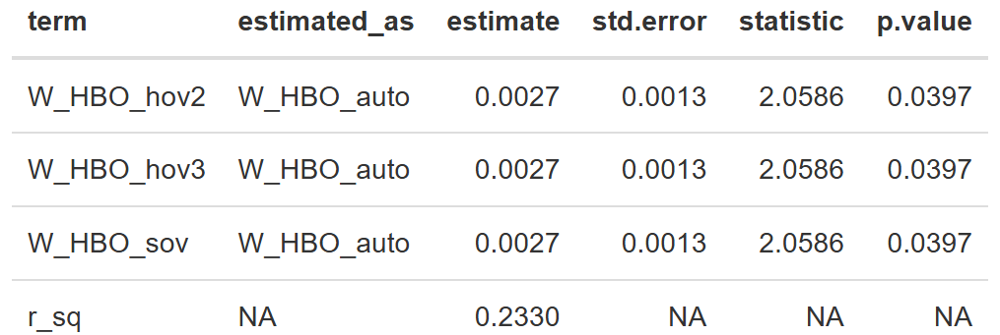 term estimated_as estimate std.error statistic p.value
W_HBO_hov2 W_HBO_auto 0.0027 0.0013 2.0586 0.0397
W_HBO_hov3 W_HBO_auto 0.0027 0.0013 2.0586 0.0397
W_HBO_sov W_HBO_auto 0.0027 0.0013 2.0586 0.0397
r_sq NA 0.2330 NA NA NA